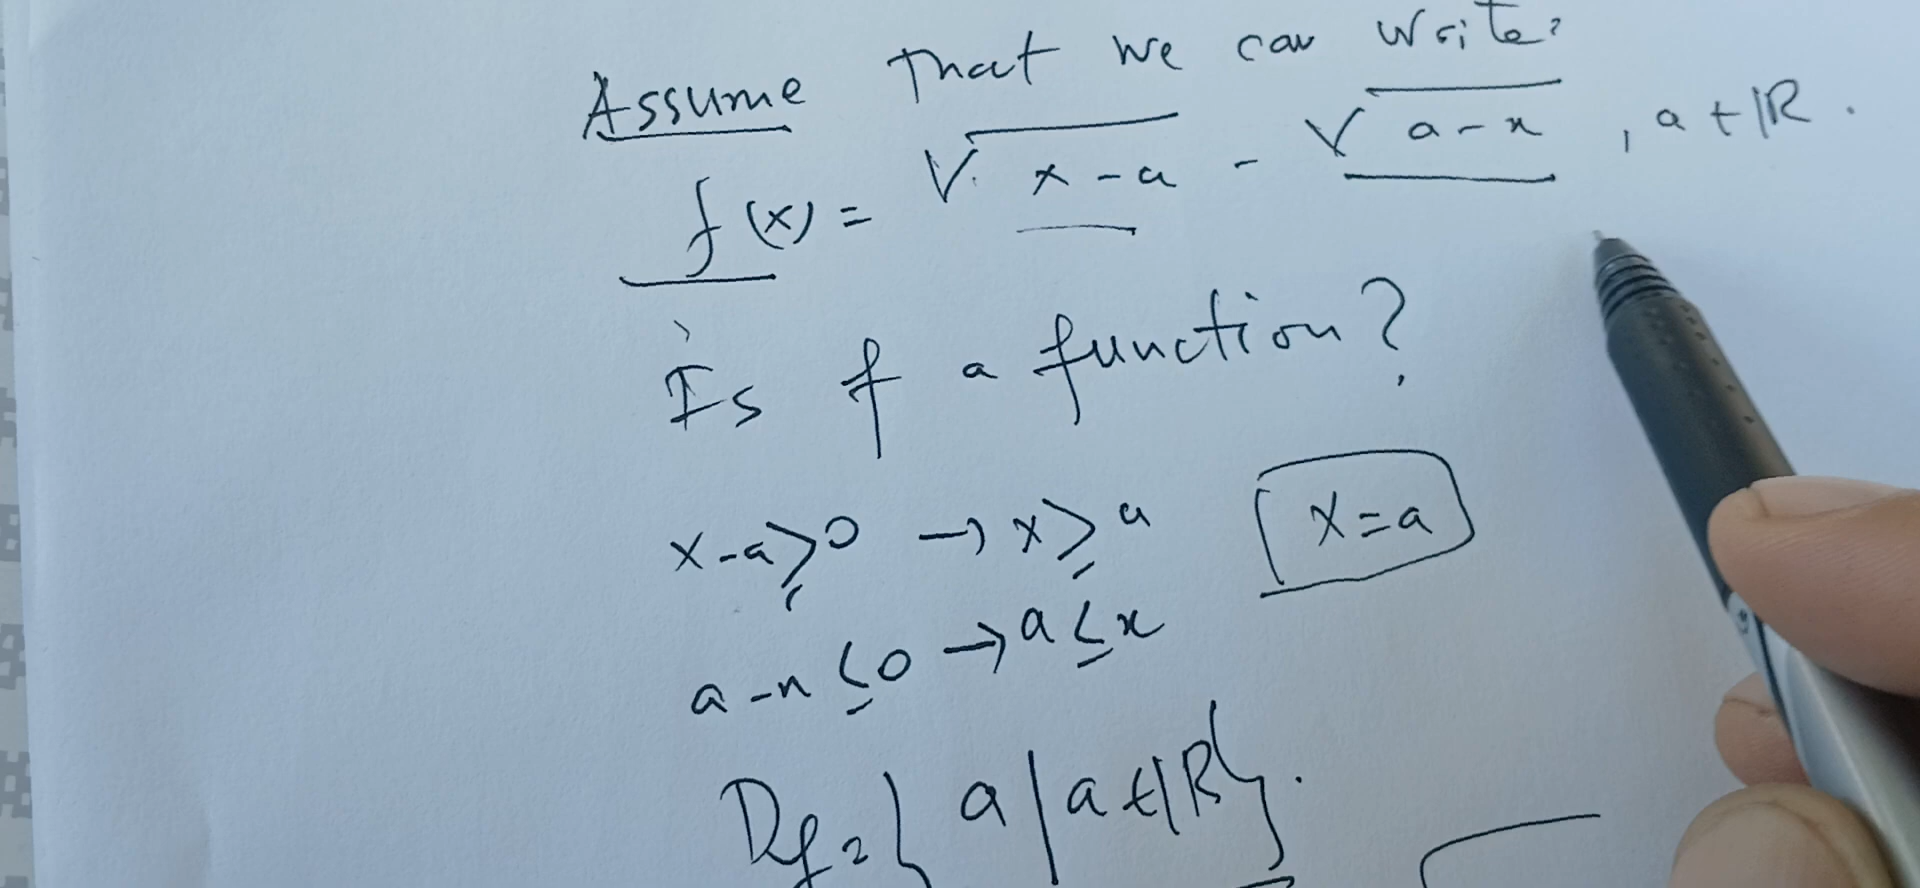 Assume that we can write:
f(x) = √x-a - √a-x , a ∈ ℝ.
Is f a function?
x-a ≥ 0 → x ≥ a
x=a
a-x ≤ 0 → a ≤ x
Df = { a | a ∈ ℝ }.